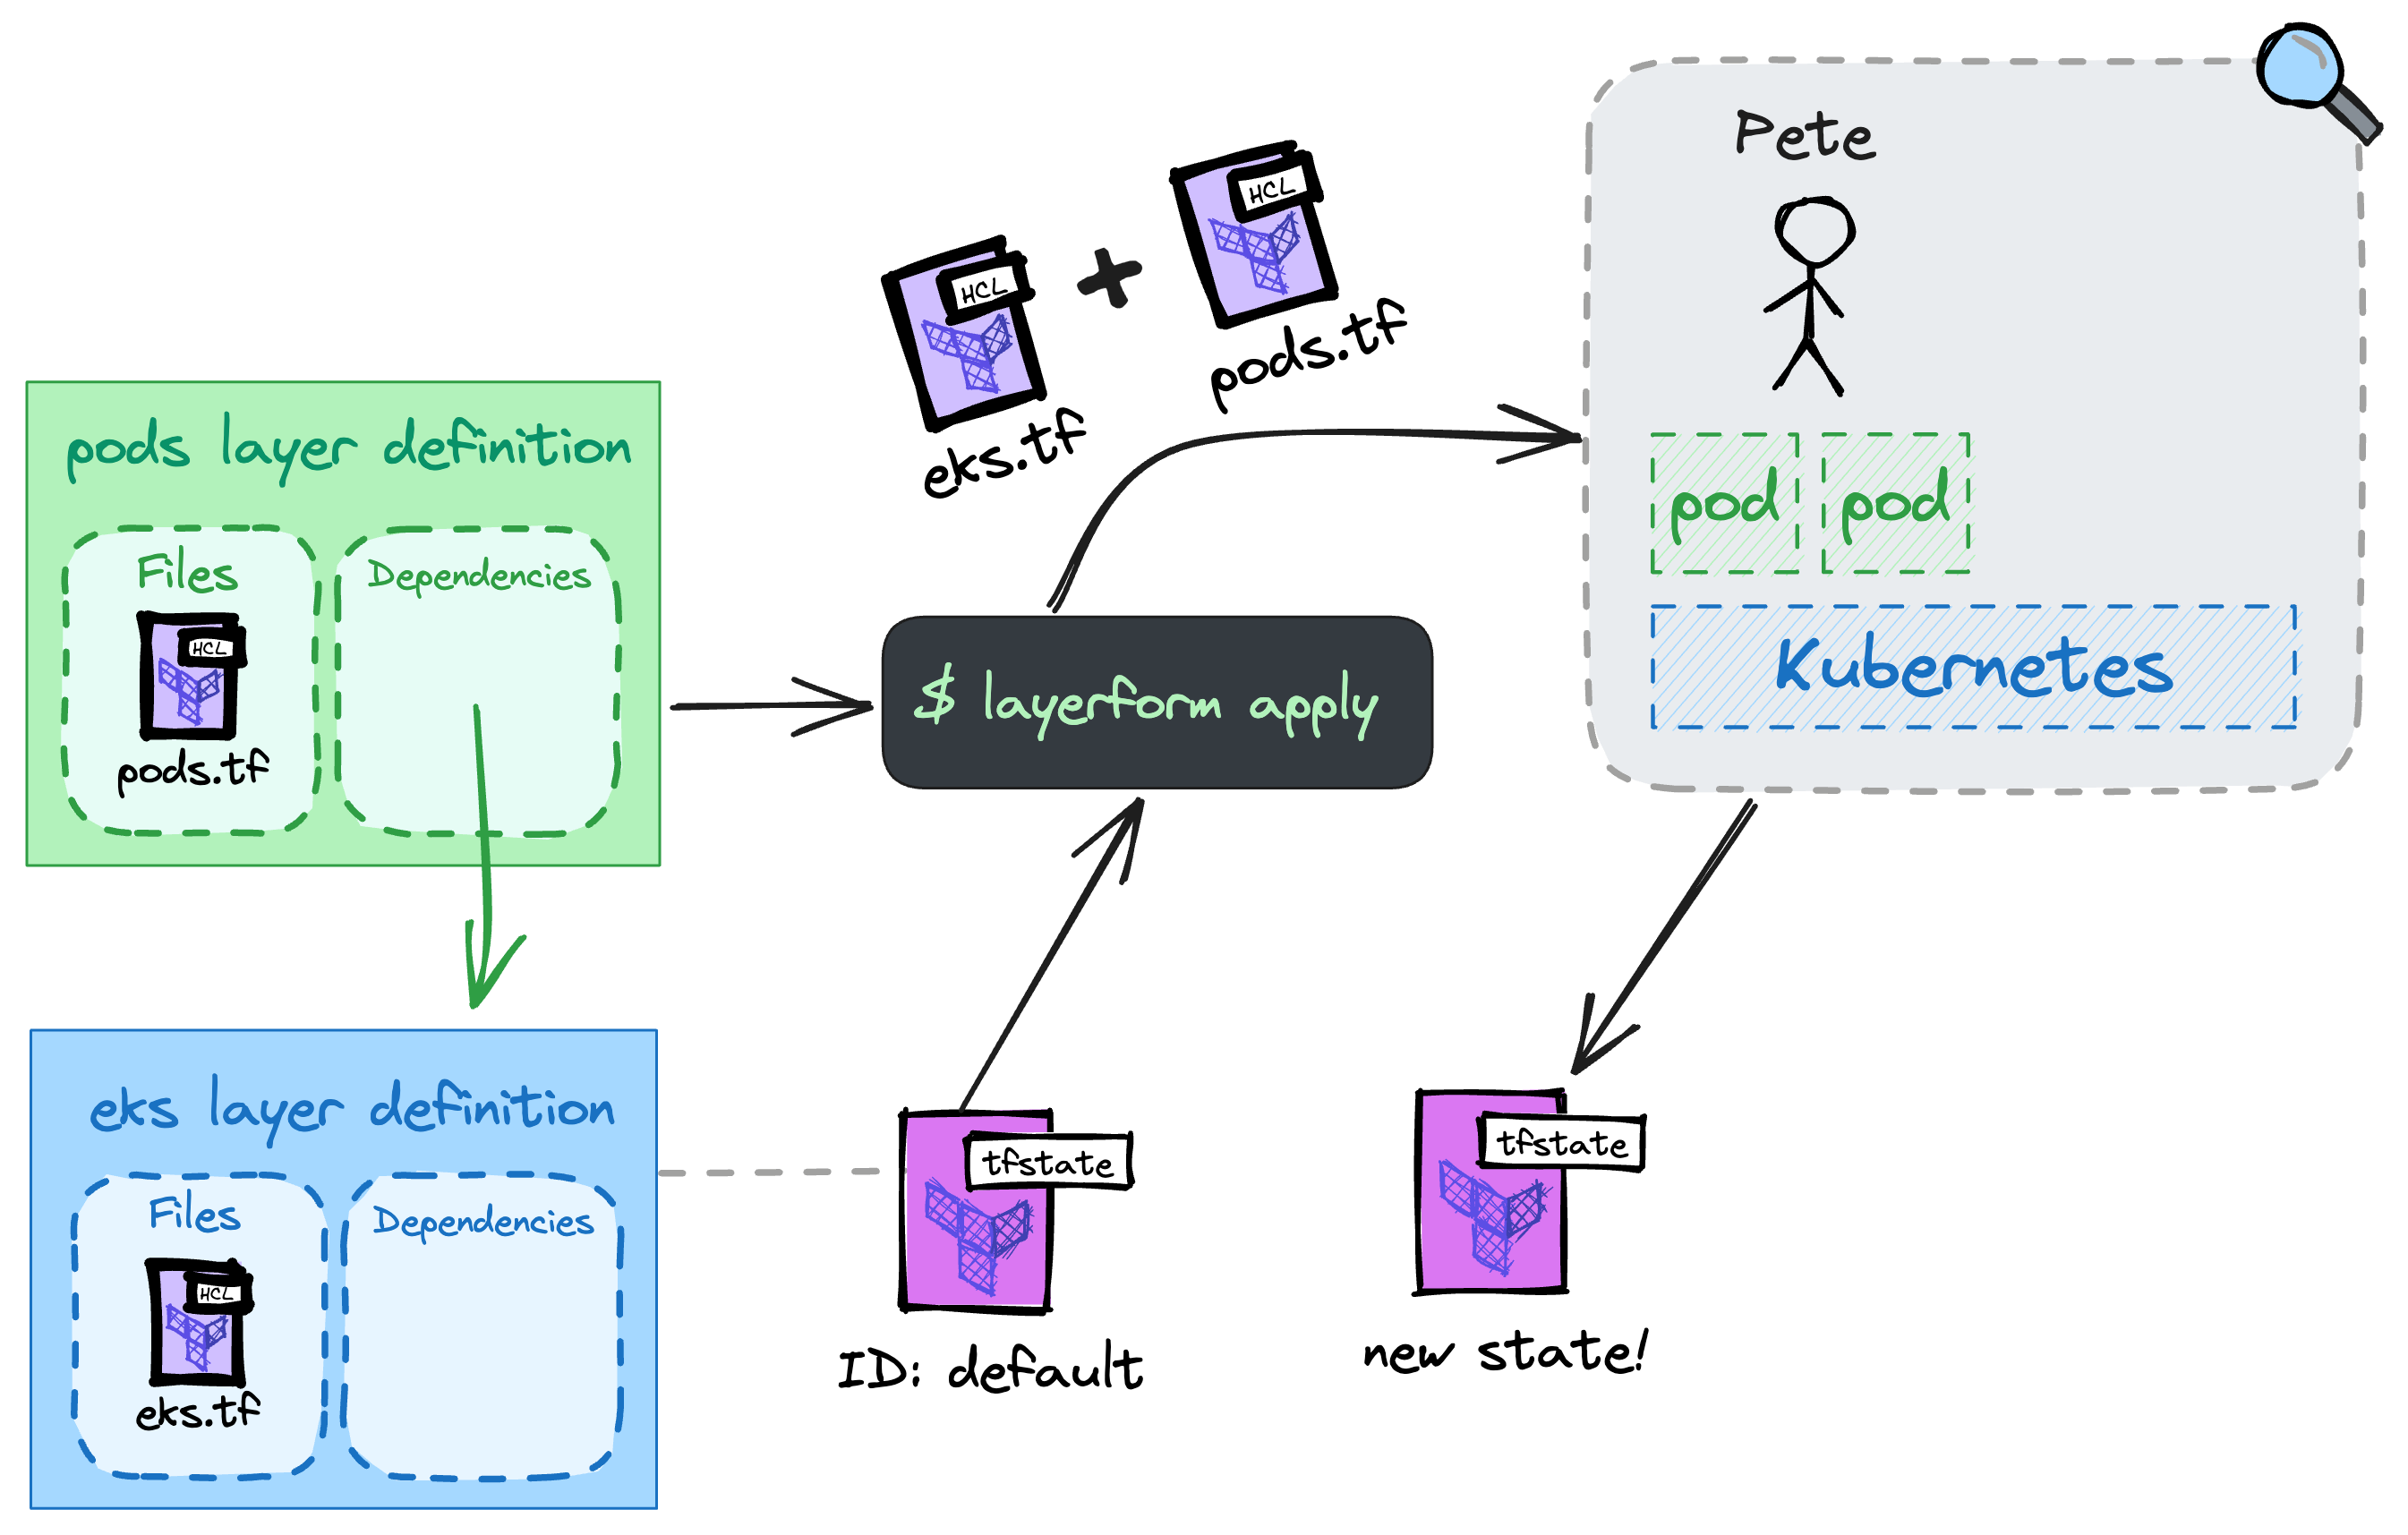 pods layer definition
Files
Dependencies
HCL
pods.tf
eks layer definition
Files
Dependencies
HCL
eks.tf
HCL
eks.tf
+
HCL
pods.tf
$ layerform apply
tfstate
ID: default
Pete
pod
pod
Kubernetes
tfstate
new state!